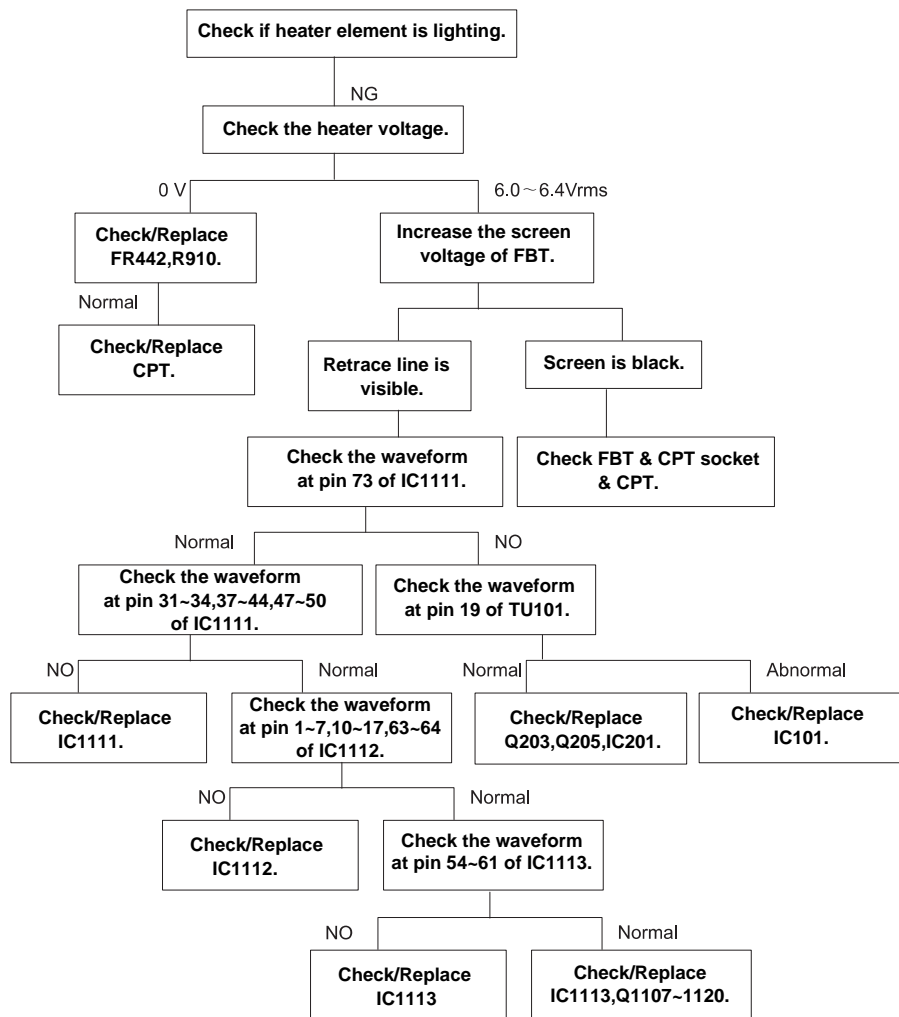 Check if heater element is lighting.
NG
Check the heater voltage.
0 V
6.0～6.4Vrms
Check/Replace
FR442,R910.
Increase the screen
voltage of FBT.
Normal
Check/Replace
CPT.
Retrace line is
visible.
Screen is black.
Check the waveform
at pin 73 of IC1111.
Check FBT & CPT socket
& CPT.
Normal
NO
Check the waveform
at pin 31~34,37~44,47~50
of IC1111.
Check the waveform
at pin 19 of TU101.
NO
Normal
Normal
Abnormal
Check/Replace
IC1111.
Check the waveform
at pin 1~7,10~17,63~64
of IC1112.
Check/Replace
Q203,Q205,IC201.
Check/Replace
IC101.
NO
Normal
Check/Replace
IC1112.
Check the waveform
at pin 54~61 of IC1113.
NO
Normal
Check/Replace
IC1113
Check/Replace
IC1113,Q1107~1120.